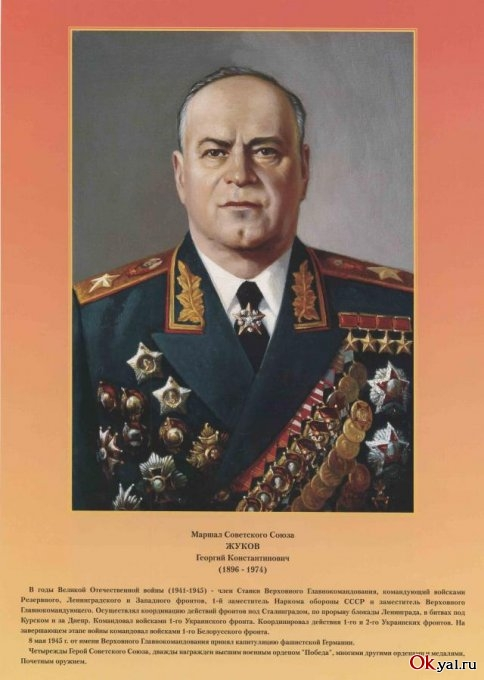 Маршал Советского Союза
ЖУКОВ
Георгий Константинович
(1896 - 1974)
В годы Великой Отечественной войны (1941-1945) - член Ставки Верховного Главнокомандования, командующий войсками
Резервного, Ленинградского и Западного фронтов, 1-й заместитель Наркома обороны СССР и заместитель Верховного
Главнокомандующего. Осуществлял координацию действий фронтов под Сталинградом, по прорыву блокады Ленинграда, в битвах под
Курском и за Днепр. Командовал войсками 1-го Украинского фронта. Координировал действия 1-го и 2-го Украинских фронтов. На
завершающем этапе войны командовал войсками 1-го Белорусского фронта.
8 мая 1945 г. от имени Верховного Главнокомандования принял капитуляцию фашистской Германии.
Четырежды Герой Советского Союза, дважды награжден высшим военным орденом "Победа", многими другими орденами и медалями,
Почетным оружием.
Okyal.ru